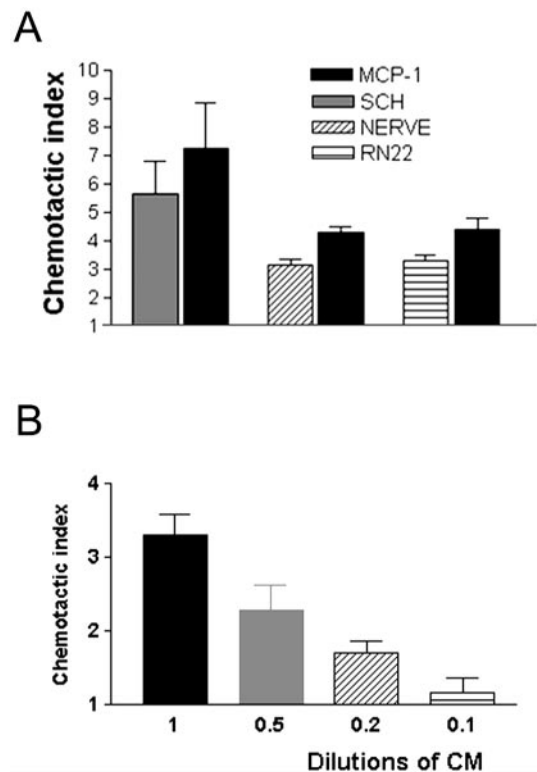 A
Chemotactic index
10
9
8
7
6
5
4
3
2
1
MCP-1
SCH
NERVE
RN22
B
Chemotactic index
4
3
2
1
1 0.5 0.2 0.1
Dilutions of CM